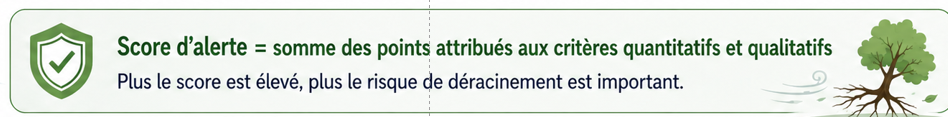 Score d’alerte = somme des points attribués aux critères quantitatifs et qualitatifs
Plus le score est élevé, plus le risque de déracinement est important.